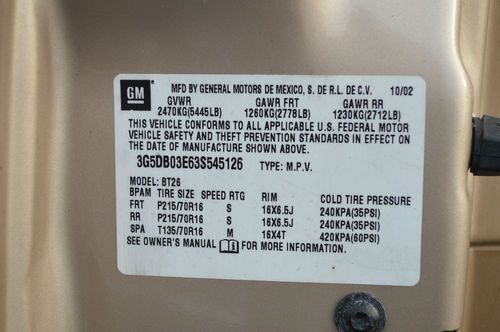 GM
MFD BY GENERAL MOTORS DE MEXICO, S. DE R.L. DE C.V. 10/02
GVWR GAWR FRT GAWR RR
2470KG(5445LB) 1260KG(2778LB) 1230KG(2712LB)
THIS VEHICLE CONFORMS TO ALL APPLICABLE U.S. FEDERAL MOTOR
VEHICLE SAFETY AND THEFT PREVENTION STANDARDS IN EFFECT ON
THE DATE OF MANUFACTURE SHOWN ABOVE.
3G5DB03E63S545126 TYPE: M.P.V.
MODEL: BT26
BPAM TIRE SIZE SPEED RTG RIM COLD TIRE PRESSURE
FRT P215/70R16 S 16X6.5J 240KPA(35PSI)
RR P215/70R16 S 16X6.5J 240KPA(35PSI)
SPA T135/70R16 M 16X4T 420KPA(60PSI)
SEE OWNER'S MANUAL FOR MORE INFORMATION.